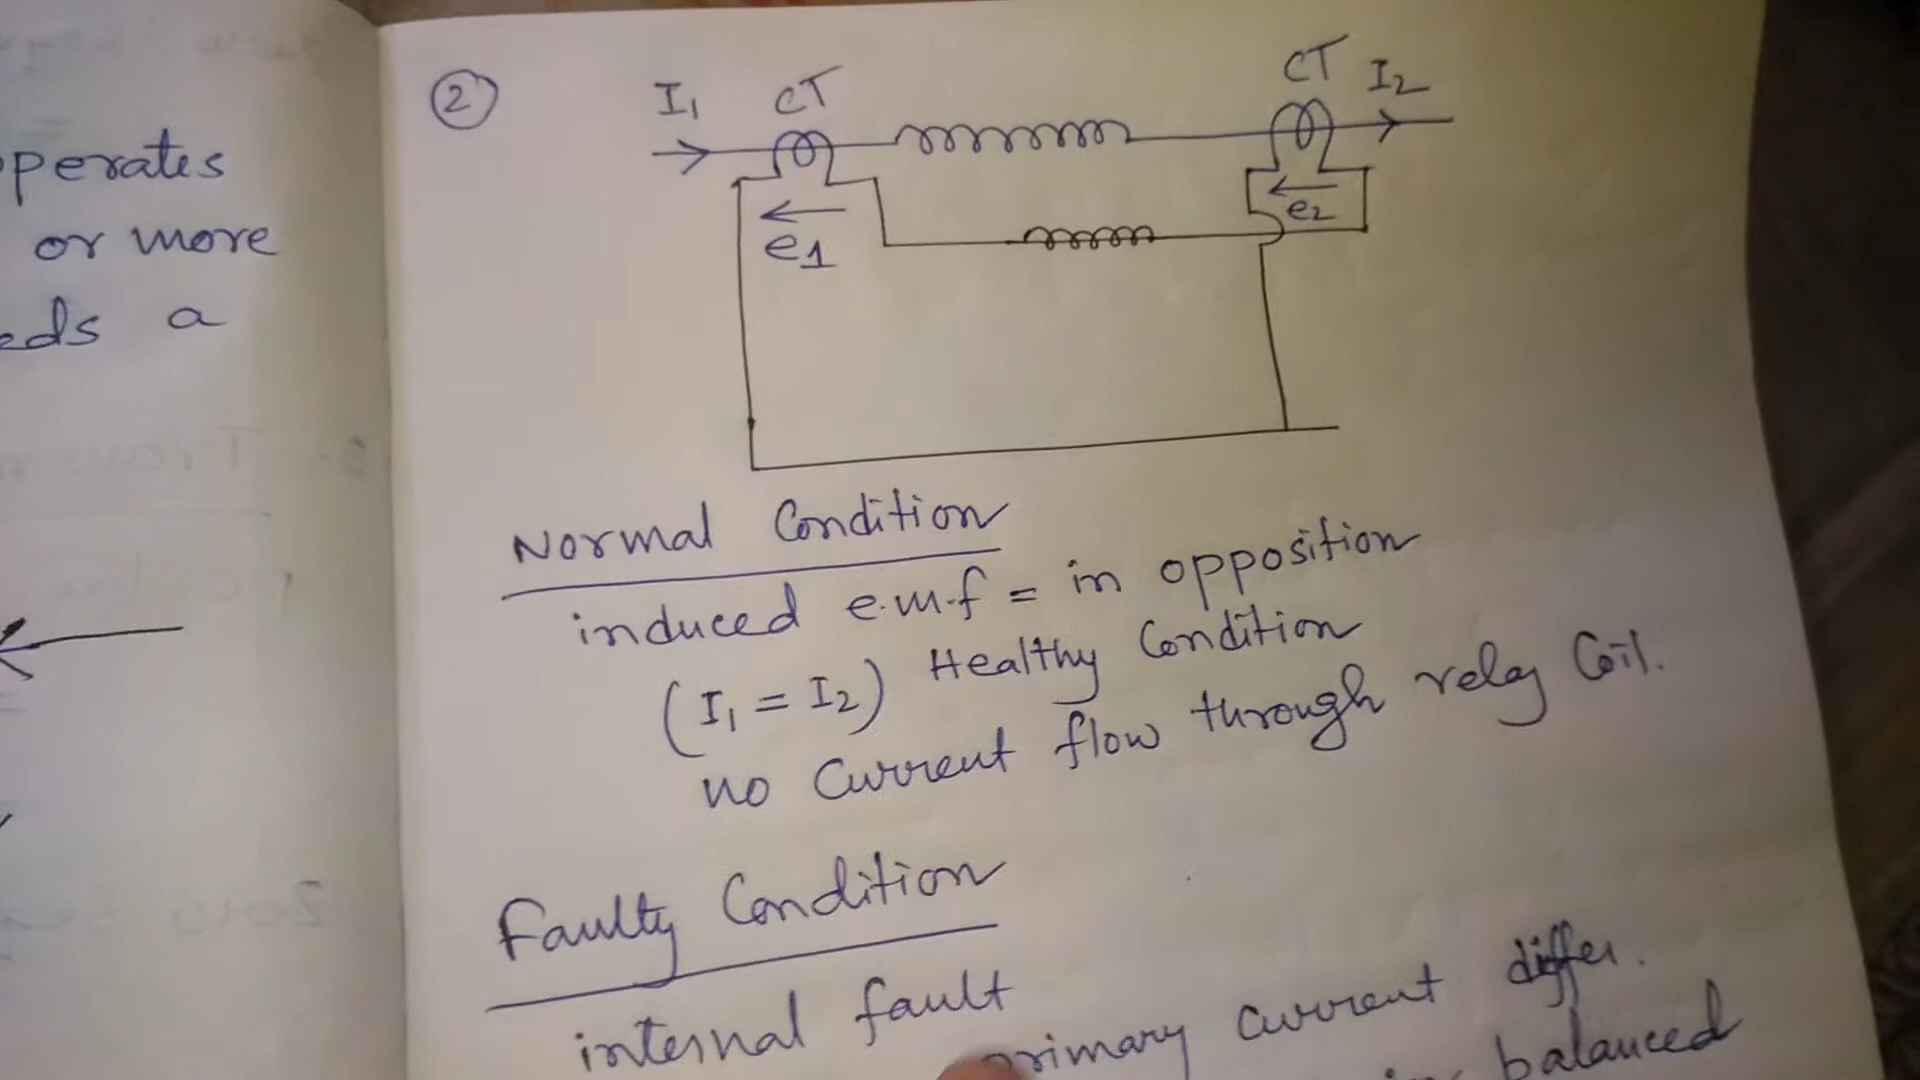 perates
or more
eds a
2
I1 CT
CT I2
e1
e2
Normal Condition
induced e.m.f = in opposition
(I1 = I2) Healthy Condition
no Current flow through relay Coil.
Faulty Condition
internal fault
primary current differ.
balanced